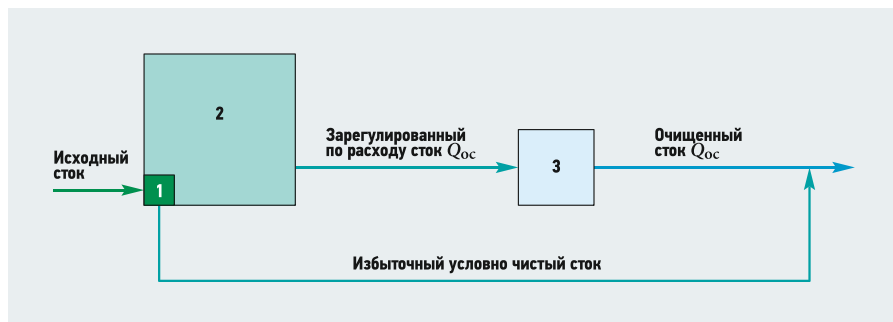 2
Зарегулированный
по расходу сток Qос
Очищенный
сток Qос
Исходный
сток
1
3
Избыточный условно чистый сток